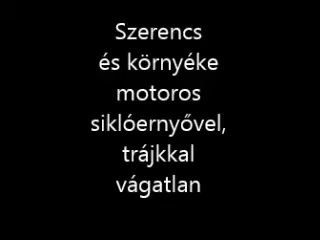 Szerencs
és környéke
motoros
siklóernyővel,
trájkkal
vágatlan